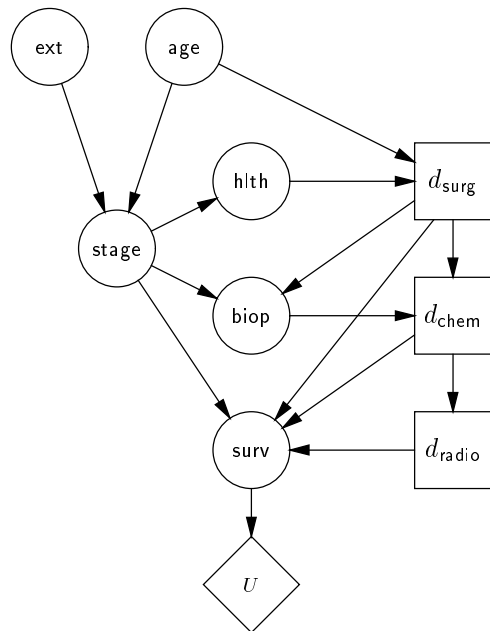 ext
age
hlth
d_surg
stage
biop
d_chem
surv
d_radio
U